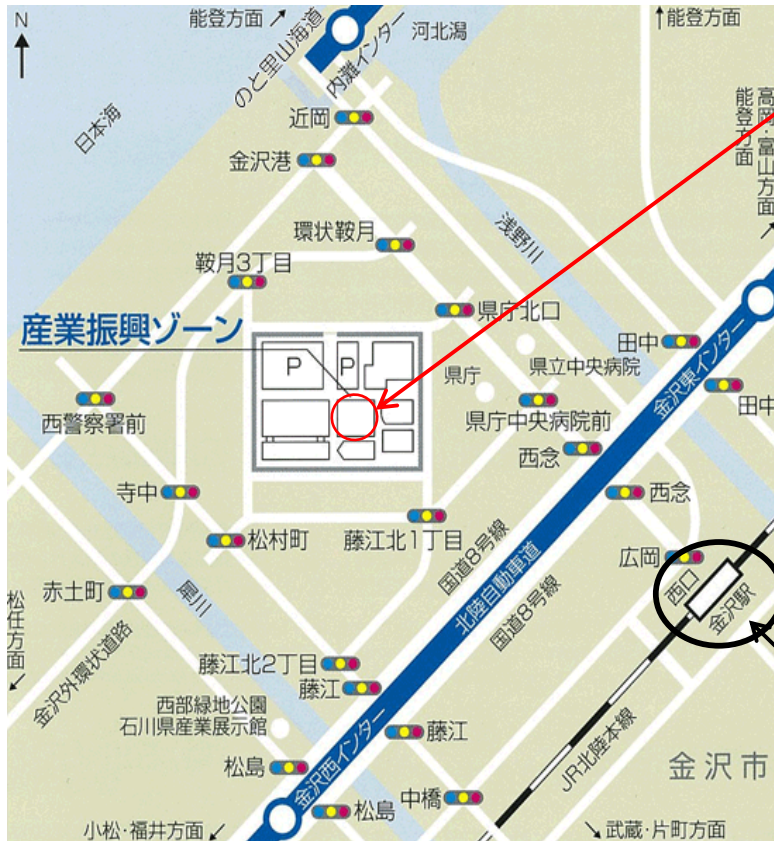 能登方面
能登方面
N
のと里山海道
内灘インター
河北潟
日本海
近岡
高岡・富山方面
能登方面
金沢港
浅野川
環状鞍月
鞍月3丁目
県庁北口
産業振興ゾーン
田中
県立中央病院
P
P
県庁
金沢東インター
田中
西警察署前
県庁中央病院前
西念
寺中
西念
松村町
藤江北1丁目
国道8号線
北陸自動車道
国道8号線
広岡
西口
金沢駅
赤土町
松任方面
犀川
金沢外環状道路
藤江北2丁目
藤江
西部緑地公園
石川県産業展示館
藤江
金沢西インター
JR北陸本線
松島
金沢市
中橋
松島
小松・福井方面
武蔵・片町方面